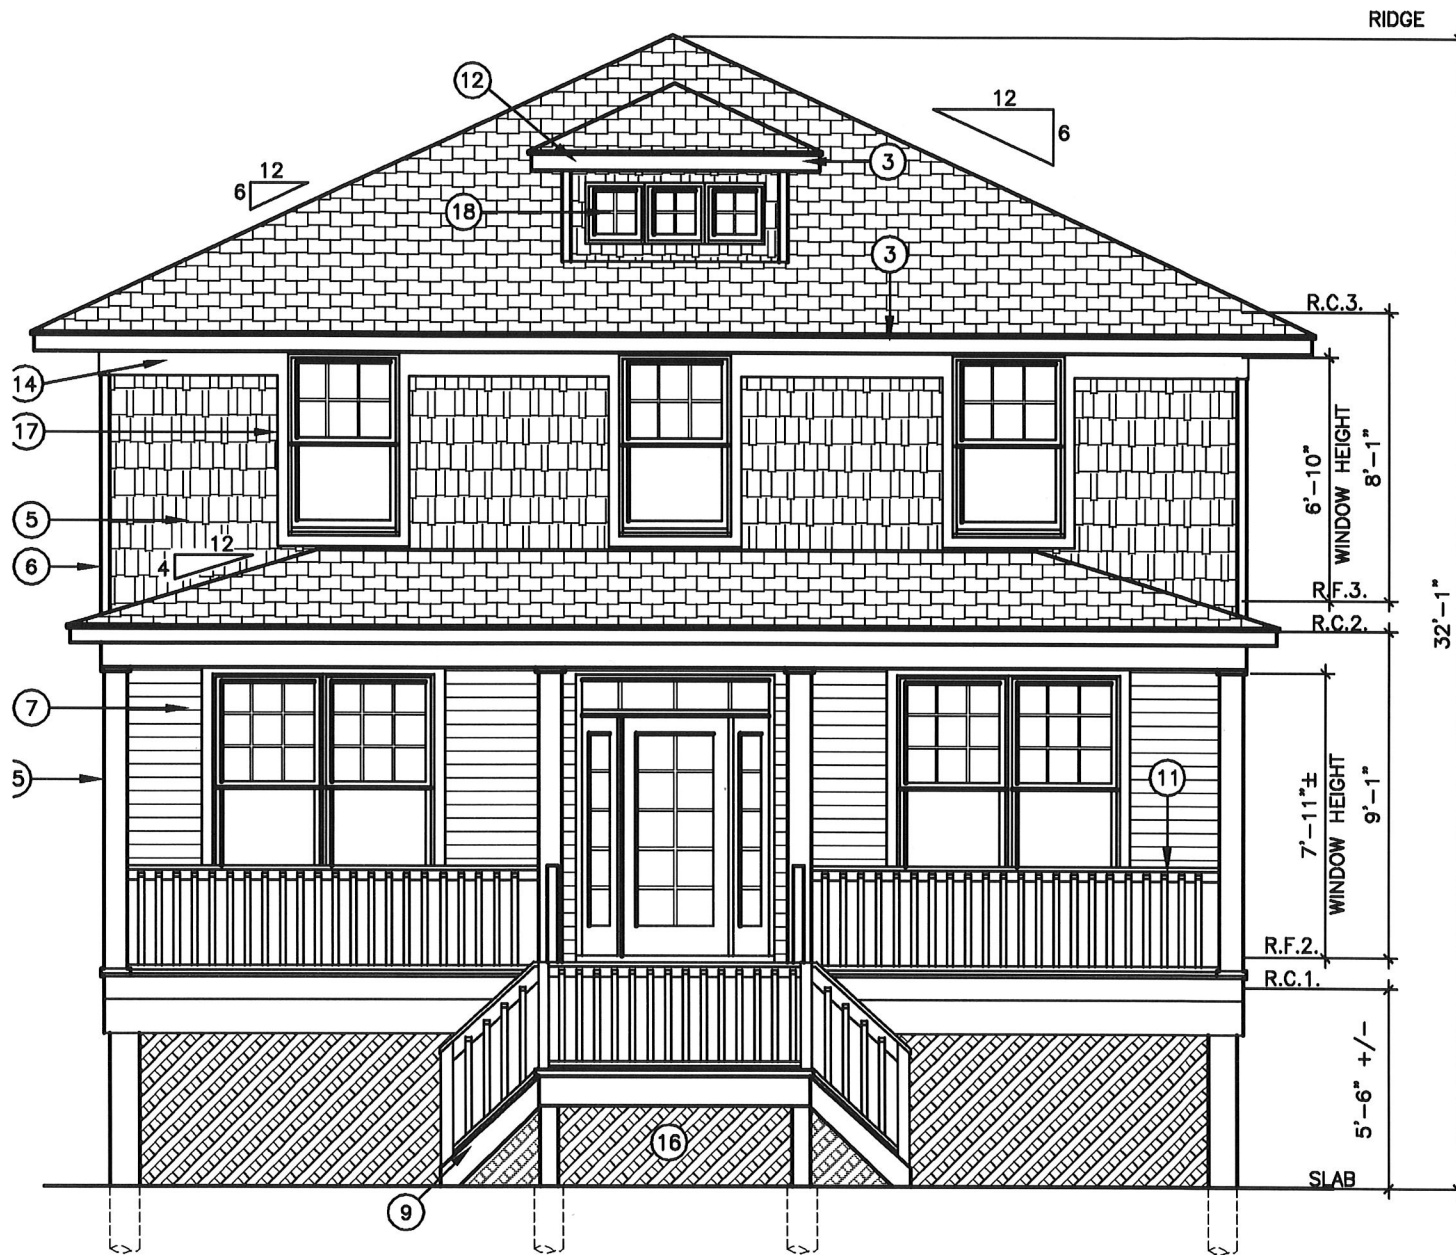 RIDGE
12
12
6
3
12
6
18
3
R.C.3.
14
17
6'-10"
WINDOW HEIGHT
8'-1"
5
12
4
6
R.F.3.
R.C.2.
32'-1"
7
5
11
7'-11"±
WINDOW HEIGHT
9'-1"
R.F.2.
R.C.1.
5'-6" +/-
16
SLAB
9